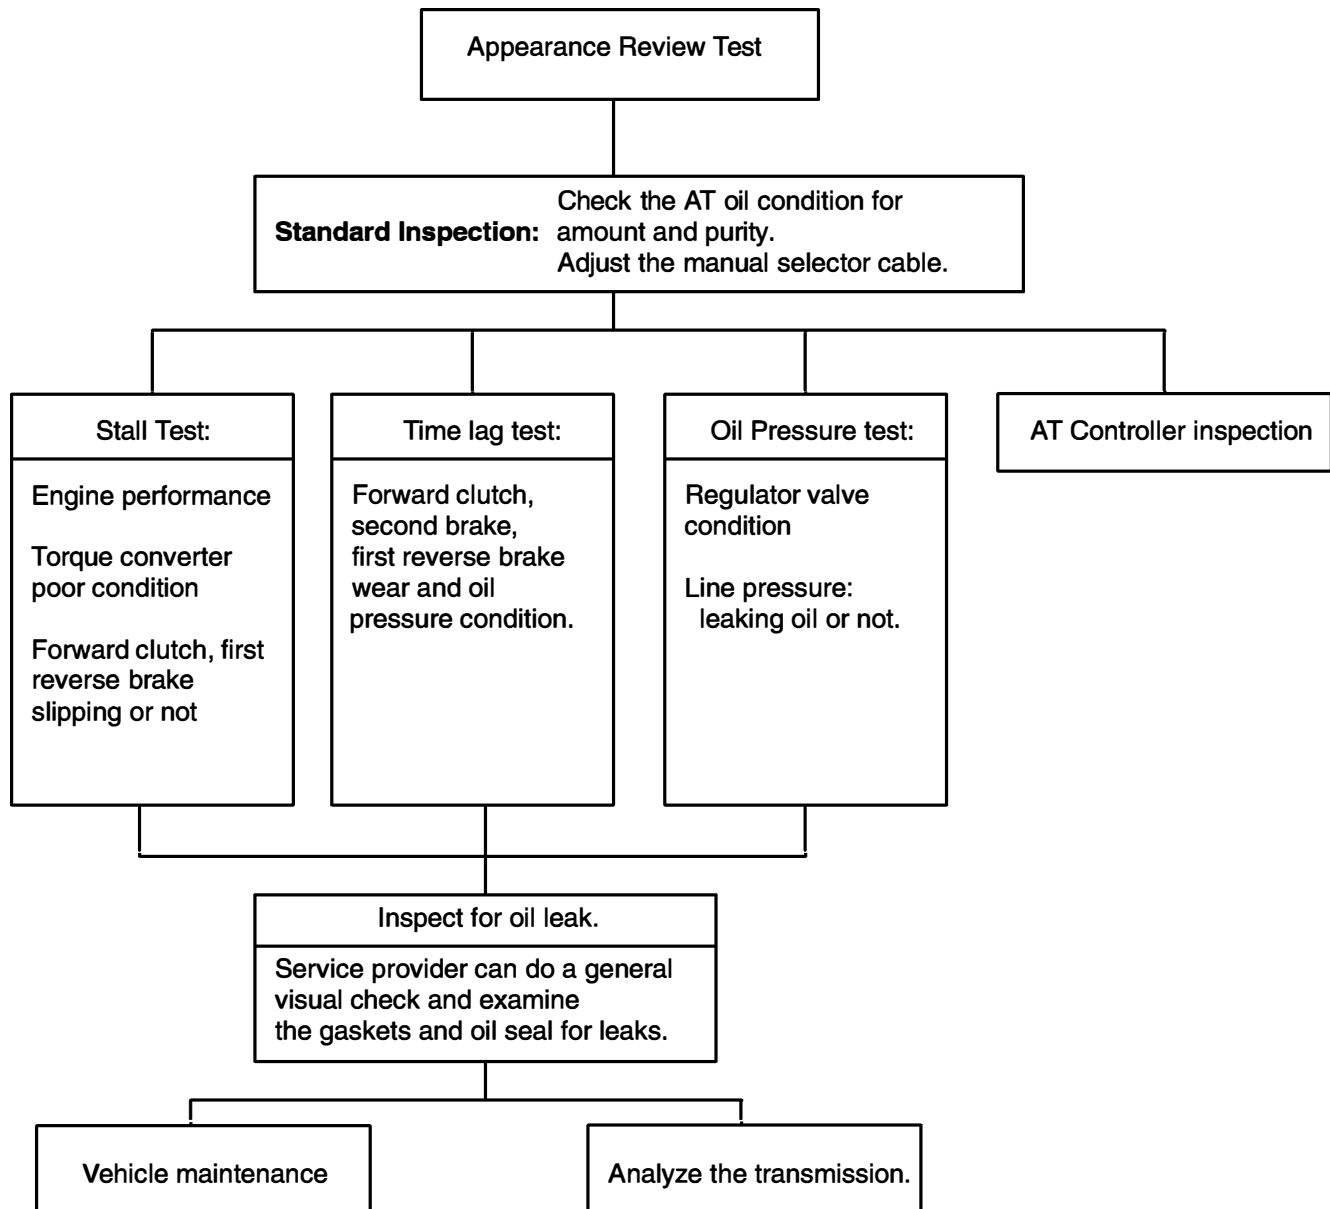 Appearance Review Test
Standard Inspection:
Check the AT oil condition for
amount and purity.
Adjust the manual selector cable.
Stall Test:
Engine performance
Torque converter
poor condition
Forward clutch, first
reverse brake
slipping or not
Time lag test:
Forward clutch,
second brake,
first reverse brake
wear and oil
pressure condition.
Oil Pressure test:
Regulator valve
condition
Line pressure:
leaking oil or not.
AT Controller inspection
Inspect for oil leak.
Service provider can do a general
visual check and examine
the gaskets and oil seal for leaks.
Vehicle maintenance
Analyze the transmission.